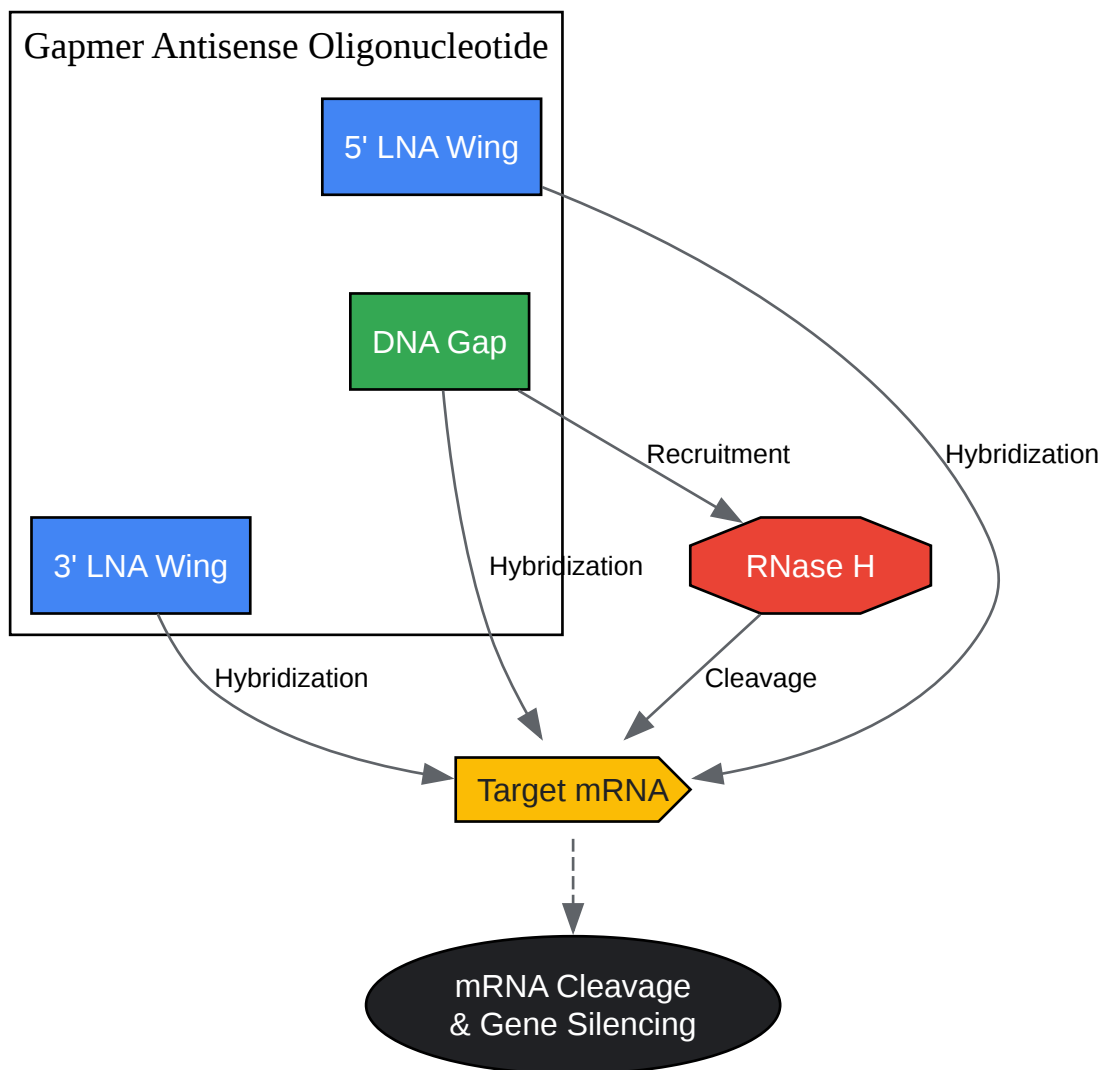 Gapmer Antisense Oligonucleotide
5' LNA Wing
DNA Gap
Recruitment
Hybridization
3' LNA Wing
Hybridization
RNase H
Hybridization
Cleavage
Target mRNA
mRNA Cleavage
& Gene Silencing